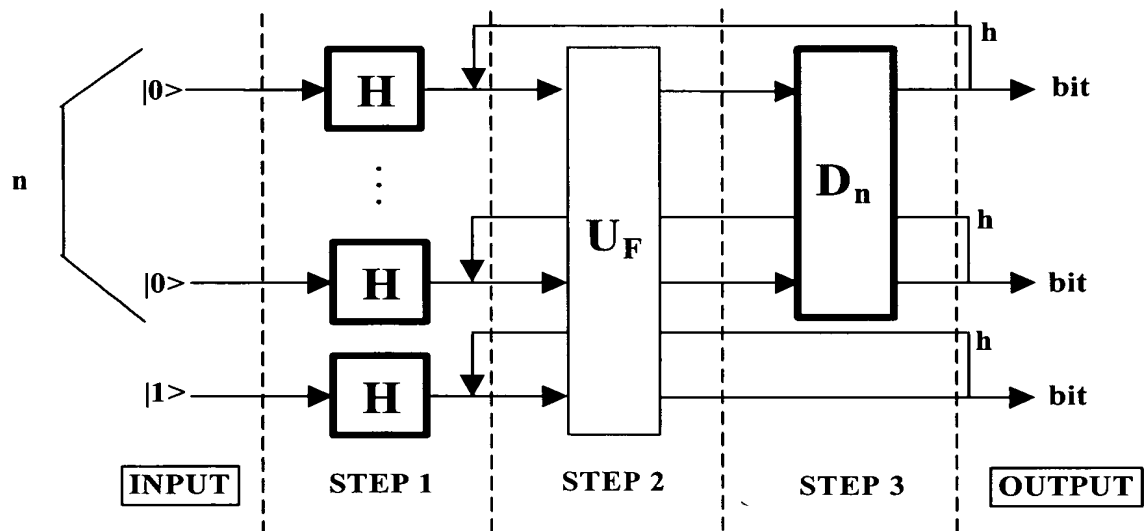 h
|0>
H
bit
n
⋮
U_F
D_n
h
|0>
H
bit
h
|1>
H
bit
INPUT
STEP 1
STEP 2
STEP 3
OUTPUT